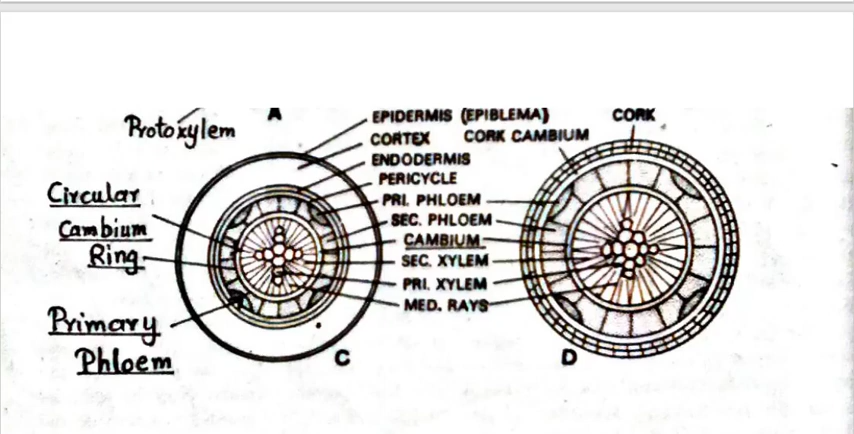 A
Protoxylem
EPIDERMIS (EPIBLEMA)
CORK
CORTEX
CORK CAMBIUM
ENDODERMIS
PERICYCLE
Circular
Cambium
Ring
PRI. PHLOEM
SEC. PHLOEM
CAMBIUM
SEC. XYLEM
PRI. XYLEM
MED. RAYS
Primary
Phloem
C
D